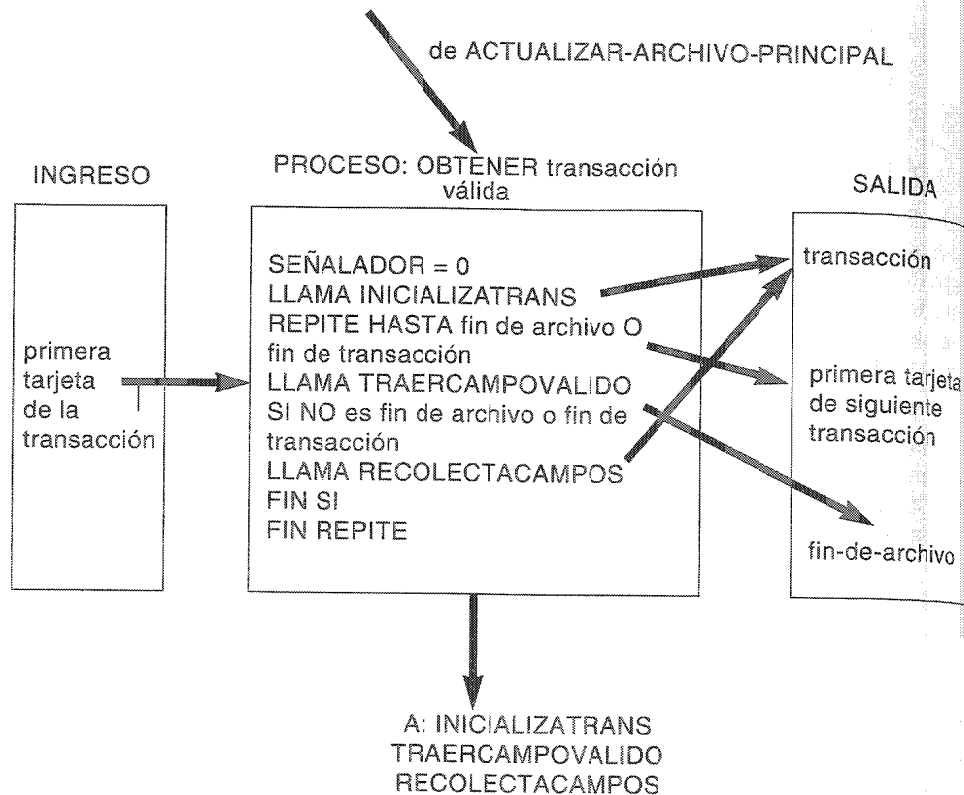 de ACTUALIZAR-ARCHIVO-PRINCIPAL
INGRESO
PROCESO: OBTENER transacción
válida
SALIDA
primera
tarjeta
de la
transacción
SEÑALADOR = 0
LLAMA INICIALIZATRANS
REPITE HASTA fin de archivo O
fin de transacción
LLAMA TRAERCAMPOVALIDO
SI NO es fin de archivo o fin de
transacción
LLAMA RECOLECTACAMPOS
FIN SI
FIN REPITE
transacción
primera tarjeta
de siguiente
transacción
fin-de-archivo
A: INICIALIZATRANS
TRAERCAMPOVALIDO
RECOLECTACAMPOS